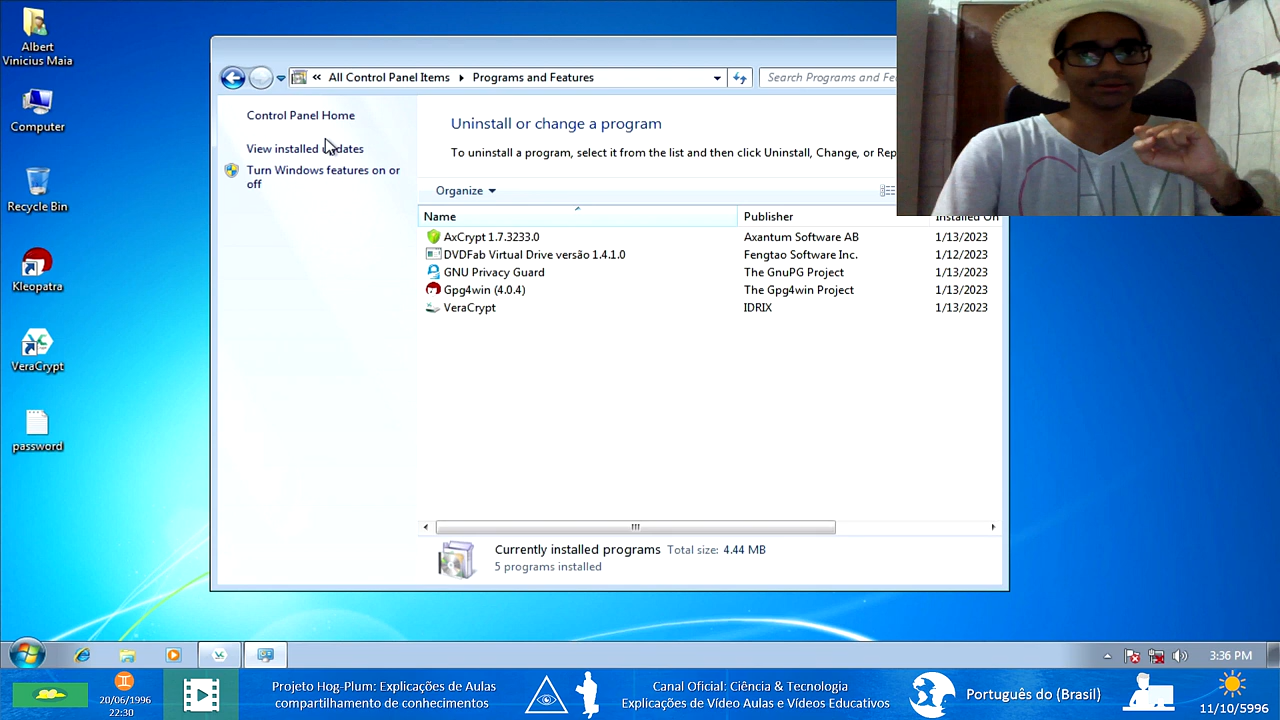 Albert
Vinicius Maia
Computer
Recycle Bin
Kleopatra
VeraCrypt
password
« All Control Panel Items Programs and Features
Search Programs and
Control Panel Home
View installed updates
Turn Windows features on or
off
Uninstall or change a program
To uninstall a program, select it from the list and then click Uninstall, Change, or
Organize
Name Publisher Installed On
AxCrypt 1.7.3233.0 Axantum Software AB 1/13/2023
DVDFab Virtual Drive versão 1.4.1.0 Fengtao Software Inc. 1/12/2023
GNU Privacy Guard The GnuPG Project 1/13/2023
Gpg4win (4.0.4) The Gpg4win Project 1/13/2023
VeraCrypt IDRIX 1/13/2023
Currently installed programs Total size: 4.44 MB
5 programs installed
3:36 PM
20/06/1996
22:30
Projeto Hog-Plum: Explicações de Aulas
compartilhamento de conhecimentos
Canal Oficial: Ciência & Tecnologia
Explicações de Vídeo Aulas e Vídeos Educativos
Português do (Brasil)
11/10/5996